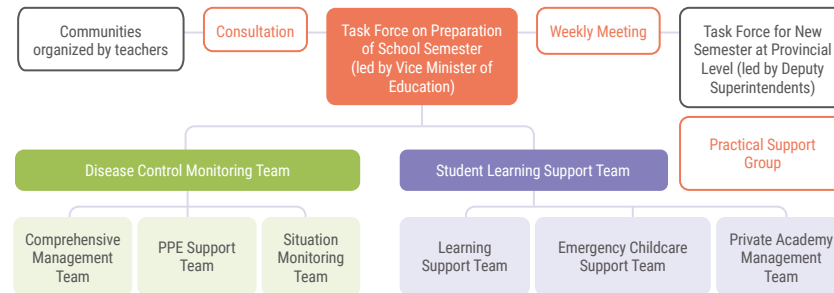 Communities
organized by teachers
Consultation
Task Force on Preparation
of School Semester
(led by Vice Minister of
Education)
Weekly Meeting
Task Force for New
Semester at Provincial
Level (led by Deputy
Superintendents)
Practical Support
Group
Disease Control Monitoring Team
Student Learning Support Team
Comprehensive
Management
Team
PPE Support
Team
Situation
Monitoring
Team
Learning
Support Team
Emergency Childcare
Support Team
Private Academy
Management
Team